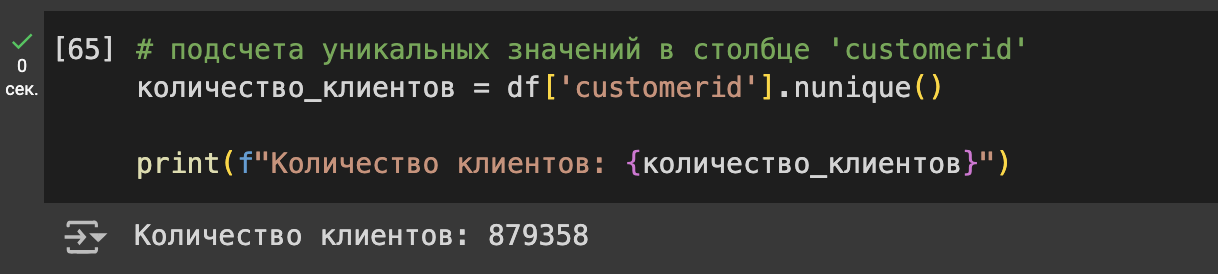 [65] # подсчета уникальных значений в столбце 'customerid'
0
сек.
количество_клиентов = df['customerid'].nunique()
print(f"Количество клиентов: {количество_клиентов}")
Количество клиентов: 879358